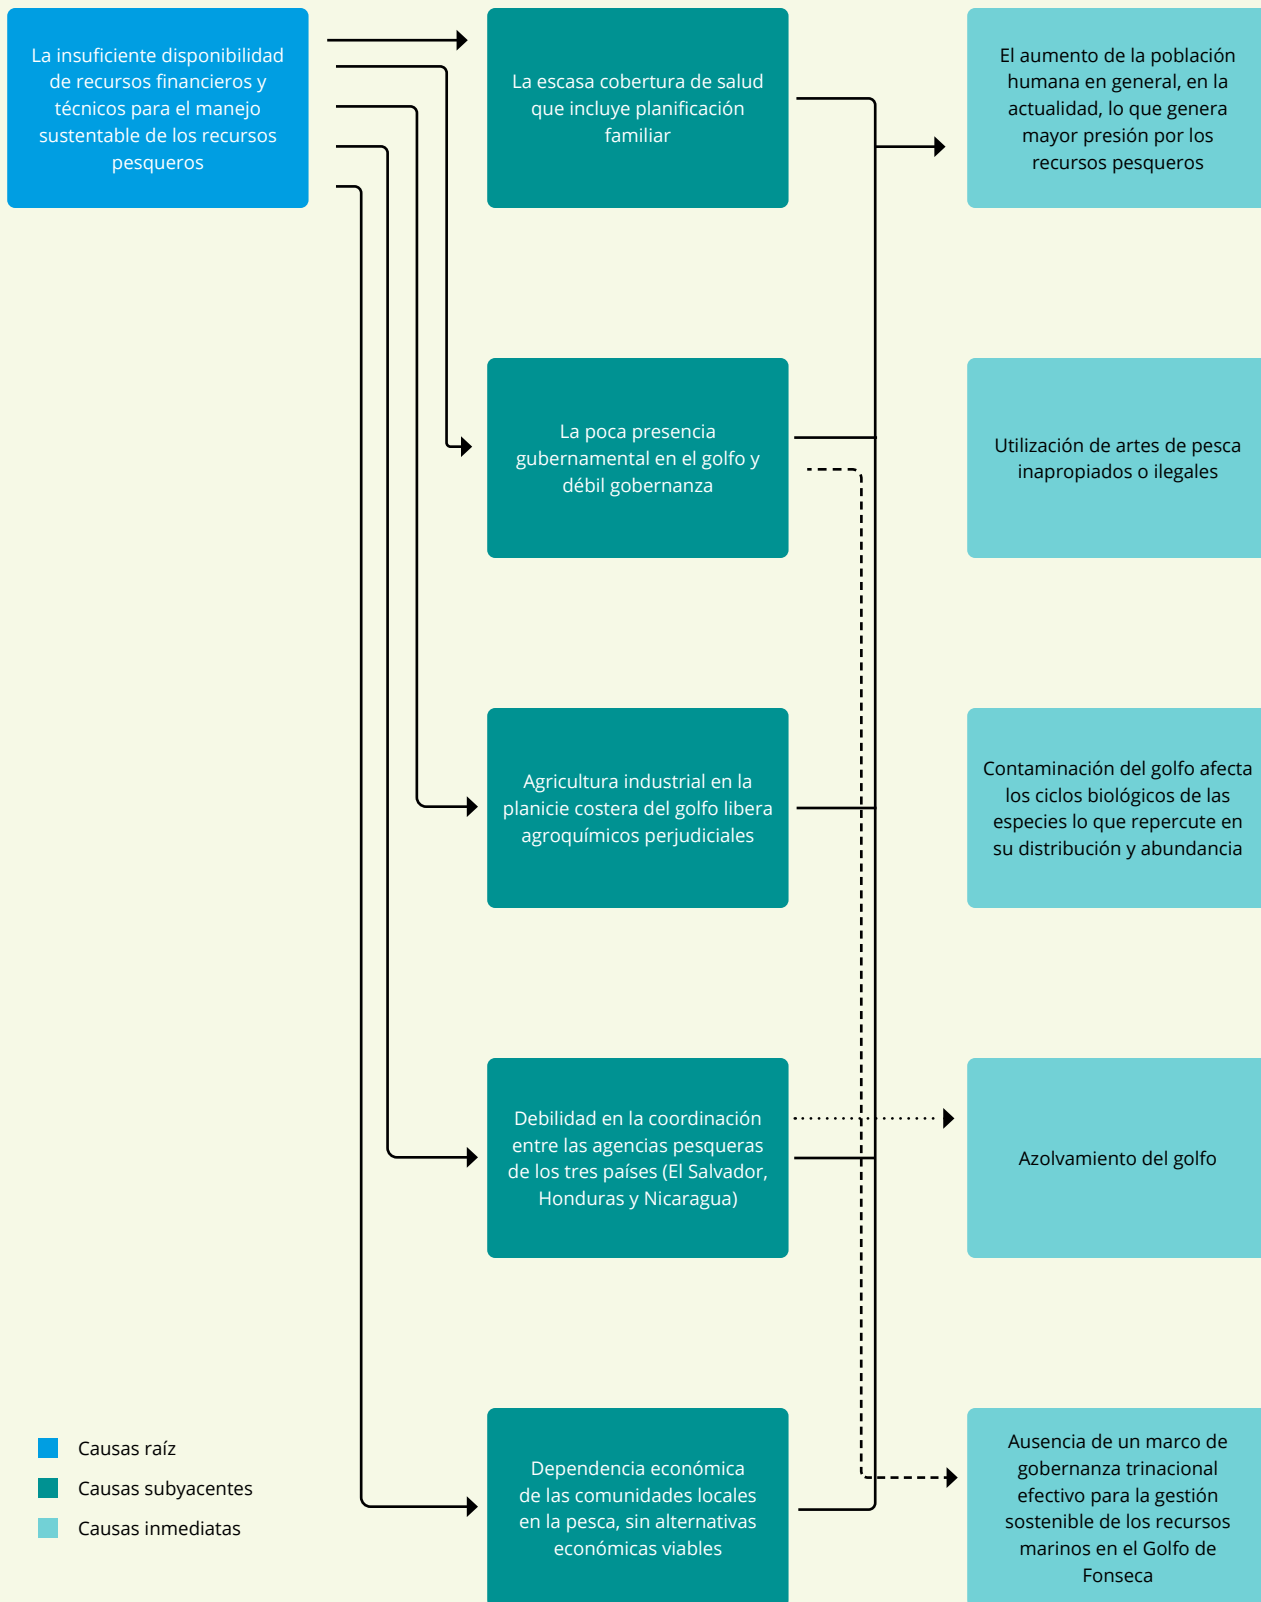 La insuficiente disponibilidad
de recursos financieros y
técnicos para el manejo
sustentable de los recursos
pesqueros
La escasa cobertura de salud
que incluye planificación
familiar
El aumento de la población
humana en general, en la
actualidad, lo que genera
mayor presión por los
recursos pesqueros
La poca presencia
gubernamental en el golfo y
débil gobernanza
Utilización de artes de pesca
inapropiados o ilegales
Agricultura industrial en la
planicie costera del golfo libera
agroquímicos perjudiciales
Contaminación del golfo afecta
los ciclos biológicos de las
especies lo que repercute en
su distribución y abundancia
Debilidad en la coordinación
entre las agencias pesqueras
de los tres países (El Salvador,
Honduras y Nicaragua)
Azolvamiento del golfo
Dependencia económica
de las comunidades locales
en la pesca, sin alternativas
económicas viables
Ausencia de un marco de
gobernanza trinacional
efectivo para la gestión
sostenible de los recursos
marinos en el Golfo de
Fonseca
Causas raíz
Causas subyacentes
Causas inmediatas